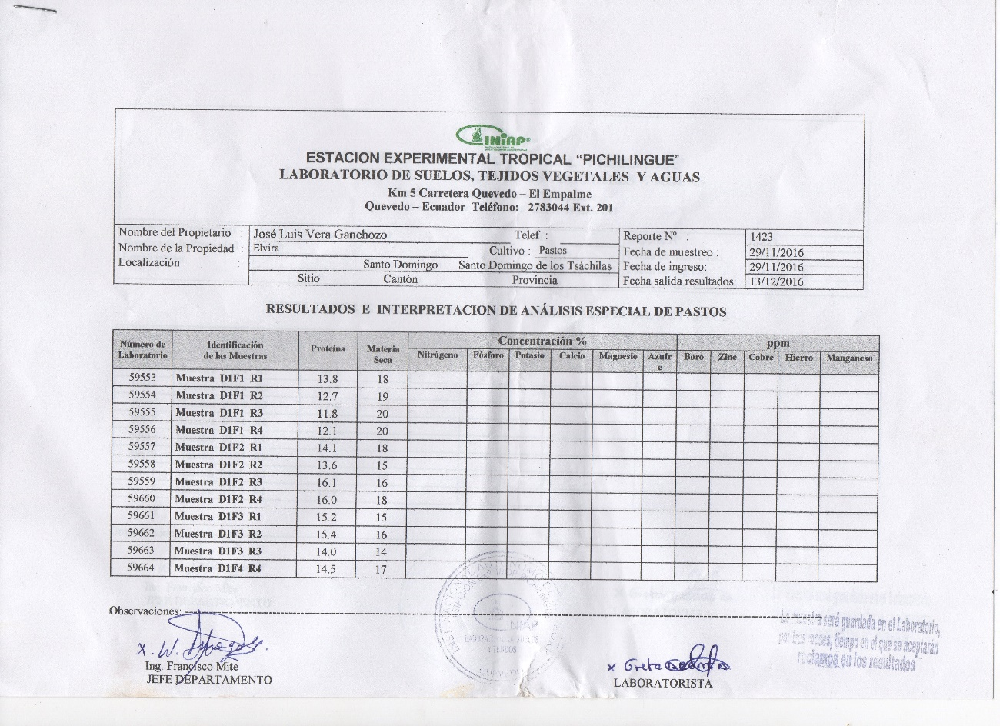 INIAP®
ESTACION EXPERIMENTAL TROPICAL “PICHILINGUE”
LABORATORIO DE SUELOS, TEJIDOS VEGETALES Y AGUAS
Km 5 Carretera Quevedo – El Empalme
Quevedo – Ecuador Teléfono: 2783044 Ext. 201
Nombre del Propietario : José Luis Vera Ganchozo Telef : Reporte N° : 1423
Nombre de la Propiedad : Elvira Cultivo : Pastos Fecha de muestreo : 29/11/2016
Localización : Santo Domingo Santo Domingo de los Tsáchilas Fecha de ingreso: 29/11/2016
Sitio Cantón Provincia Fecha salida resultados: 13/12/2016
RESULTADOS E INTERPRETACION DE ANÁLISIS ESPECIAL DE PASTOS
Número de Laboratorio Identificación de las Muestras Proteína Materia Seca Concentración % ppm
Nitrógeno Fósforo Potasio Calcio Magnesio Azufre Boro Zinc Cobre Hierro Manganeso
59553 Muestra D1F1 R1 13.8 18
59554 Muestra D1F1 R2 12.7 19
59555 Muestra D1F1 R3 11.8 20
59556 Muestra D1F1 R4 12.1 20
59557 Muestra D1F2 R1 14.1 18
59558 Muestra D1F2 R2 13.6 15
59559 Muestra D1F2 R3 16.1 16
59660 Muestra D1F2 R4 16.0 18
59661 Muestra D1F3 R1 15.2 15
59662 Muestra D1F3 R2 15.4 16
59663 Muestra D1F3 R3 14.0 14
59664 Muestra D1F4 R4 14.5 17
Observaciones:
La muestra será guardada en el Laboratorio,
por tres meses, tiempo en el que se aceptarán
reclamos en los resultados
INIAP
QUEVEDO
Ing. Francisco Mite
JEFE DEPARTAMENTO
x Greta
LABORATORISTA